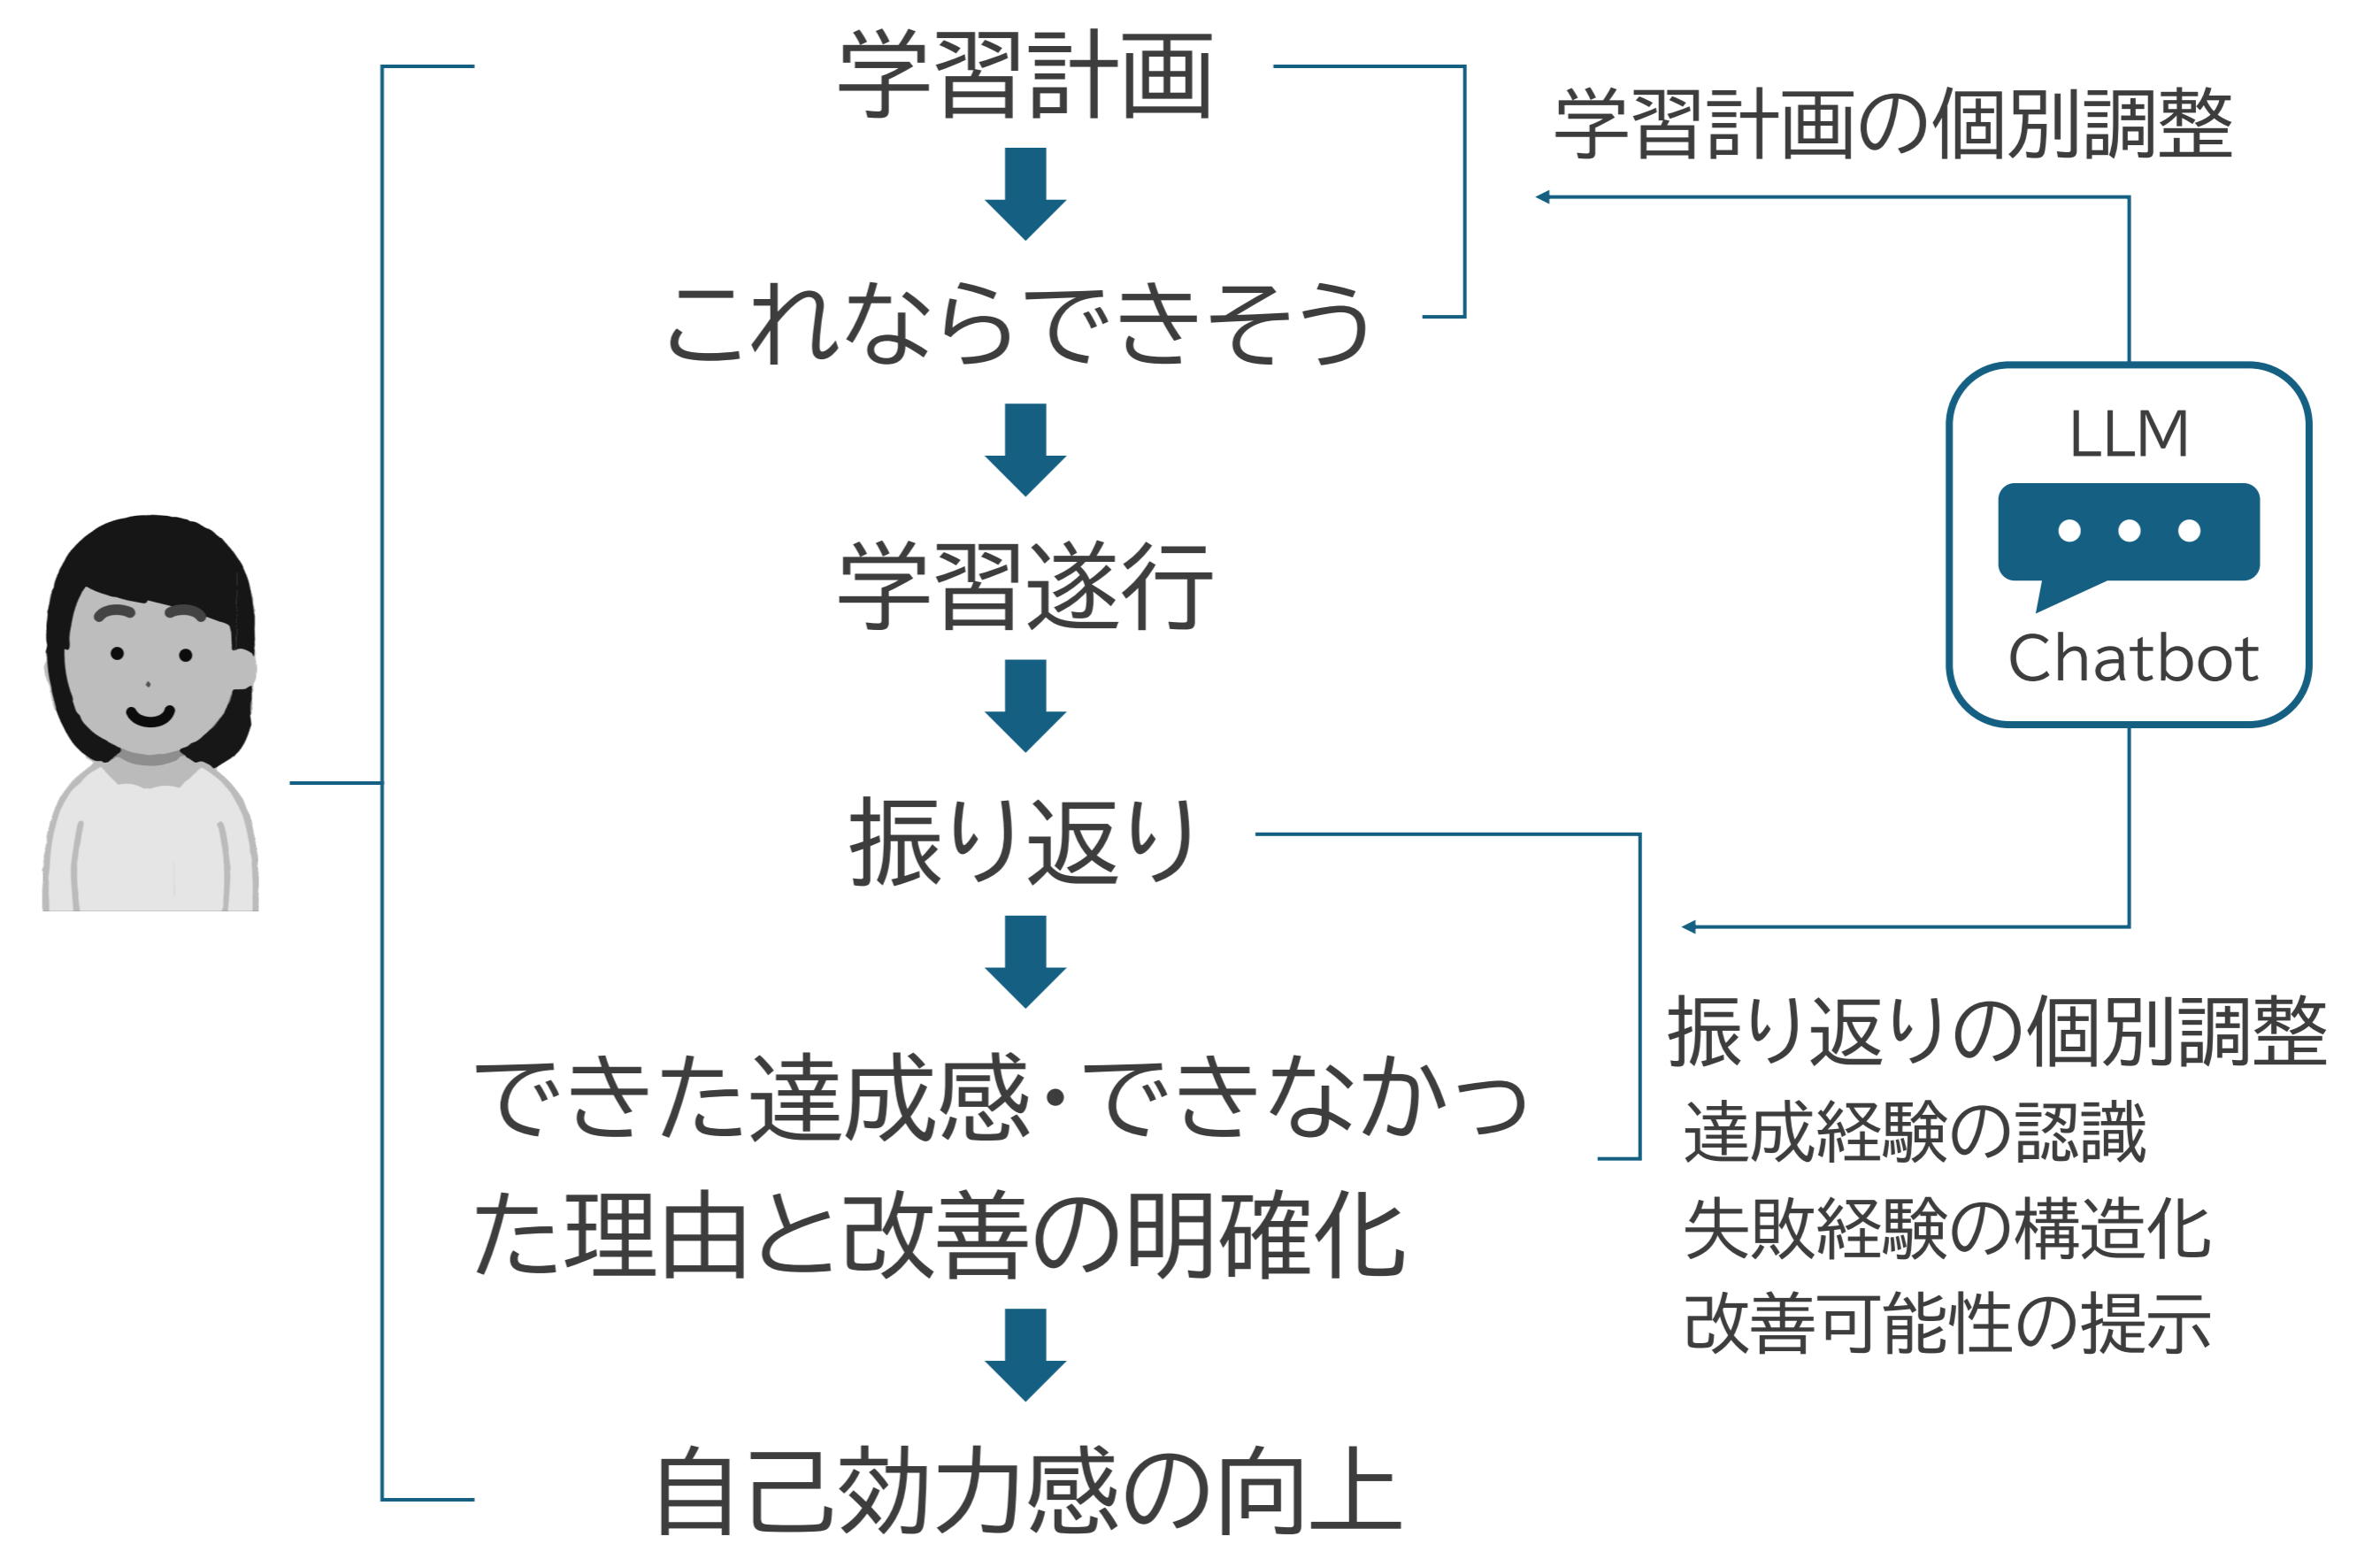 学習計画
これならできそう
学習遂行
振り返り
できた達成感・できなかっ
た理由と改善の明確化
自己効力感の向上
学習計画の個別調整
LLM
Chatbot
振り返りの個別調整
達成経験の認識
失敗経験の構造化
改善可能性の提示